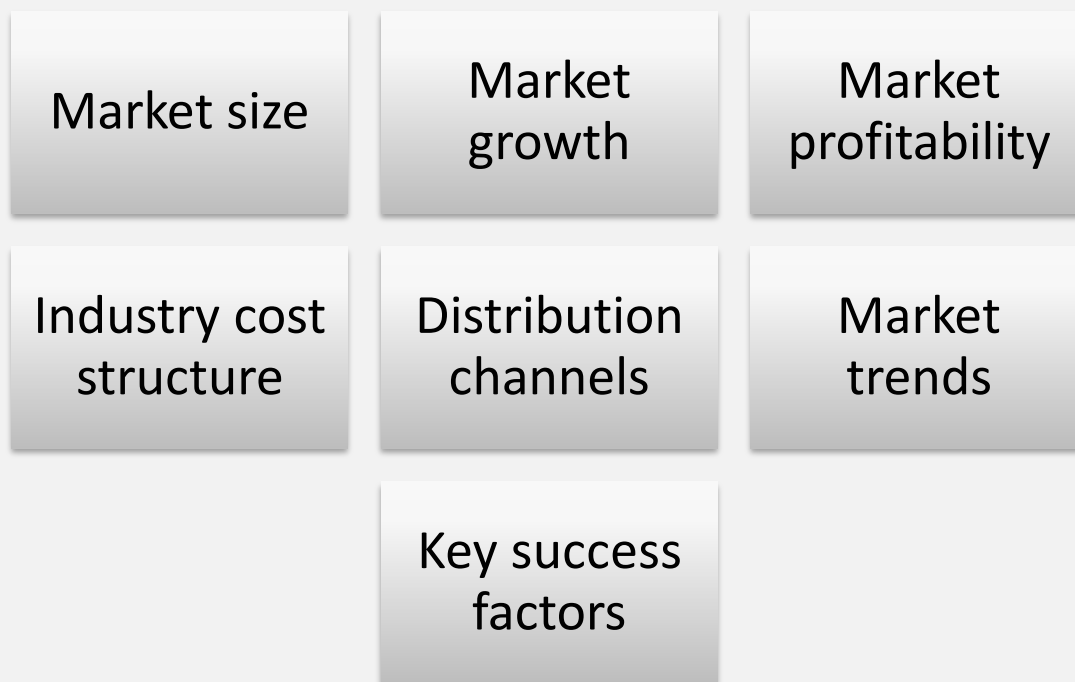 Market size
Market
growth
Market
profitability
Industry cost
structure
Distribution
channels
Market
trends
Key success
factors